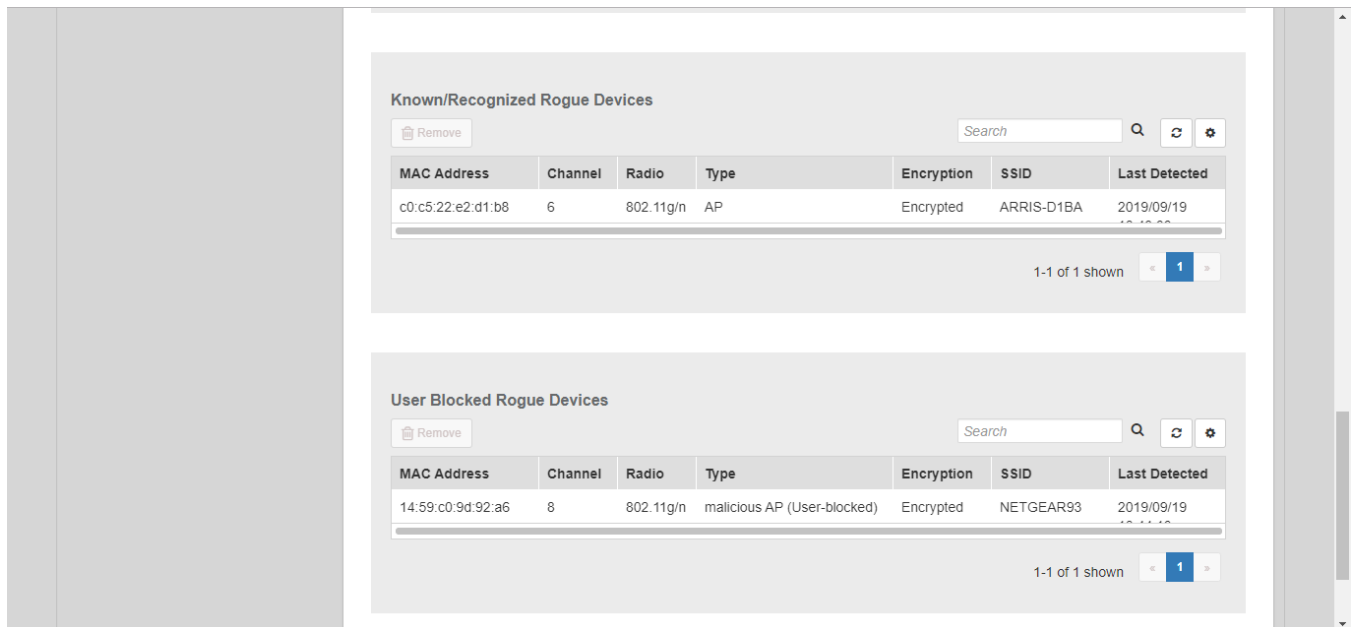 Known/Recognized Rogue Devices
Remove
Search
MAC Address Channel Radio Type Encryption SSID Last Detected
c0:c5:22:e2:d1:b8 6 802.11g/n AP Encrypted ARRIS-D1BA 2019/09/19
1-1 of 1 shown « 1 »
User Blocked Rogue Devices
Remove
Search
MAC Address Channel Radio Type Encryption SSID Last Detected
14:59:c0:9d:92:a6 8 802.11g/n malicious AP (User-blocked) Encrypted NETGEAR93 2019/09/19
1-1 of 1 shown « 1 »